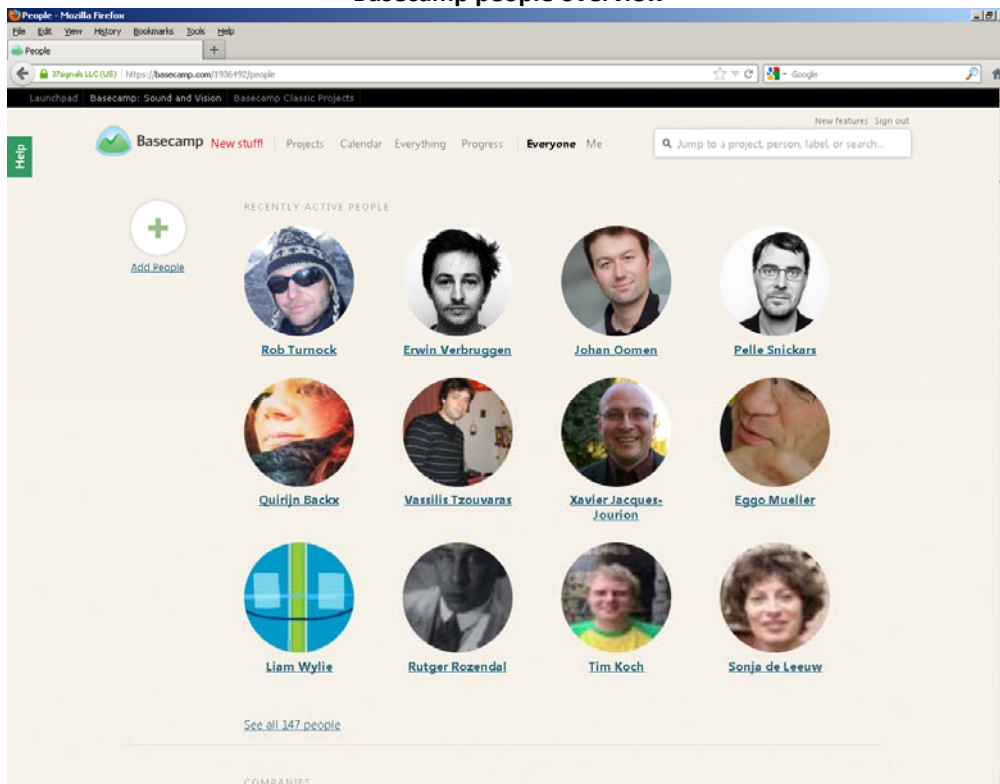 Basecamp people overview
People - Mozilla Firefox
File Edit View History Bookmarks Tools Help
People +
37signals LLC (US) https://basecamp.com/1936492/people Google
Launchpad Basecamp: Sound and Vision Basecamp Classic Projects
New features Sign out
Help
Basecamp New stuff! Projects Calendar Everything Progress Everyone Me Jump to a project, person, label, or search...
RECENTLY ACTIVE PEOPLE
Add People
Rob Turnock Erwin Verbruggen Johan Oomen Pelle Snickars
Quirijn Backx Vassilis Tzouvaras Xavier Jacques-
Jourion Eggo Mueller
Liam Wylie Rutger Rozendal Tim Koch Sonja de Leeuw
See all 147 people
COMPANIES